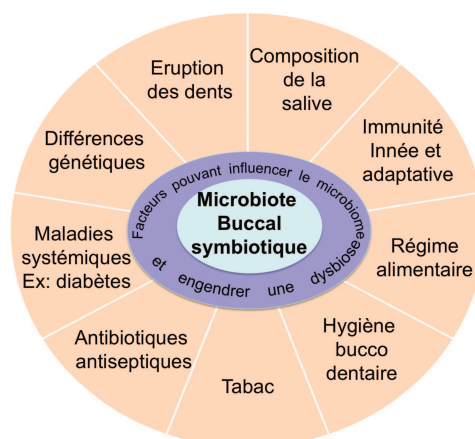 Eruption
des dents
Composition
de la
salive
Immunité
Innée et
adaptative
Régime
alimentaire
Hygiène
bucco
dentaire
Tabac
Antibiotiques
antiseptiques
Maladies
systémiques
Ex: diabètes
Différences
génétiques
Facteurs pouvant influencer le microbiome
et engendrer une dysbiose
Microbiote
Buccal
symbiotique